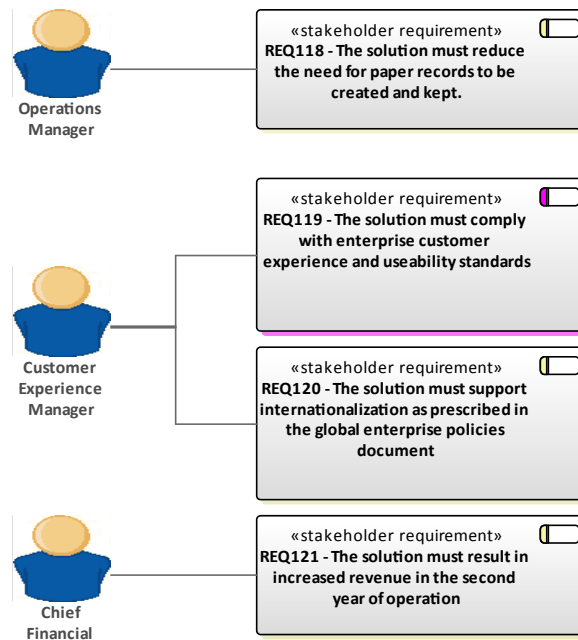 «stakeholder requirement»
REQ118 - The solution must reduce
the need for paper records to be
created and kept.
Operations
Manager
«stakeholder requirement»
REQ119 - The solution must comply
with enterprise customer
experience and useability standards
Customer
Experience
Manager
«stakeholder requirement»
REQ120 - The solution must support
internationalization as prescribed in
the global enterprise policies
document
«stakeholder requirement»
REQ121 - The solution must result in
increased revenue in the second
year of operation
Chief
Financial